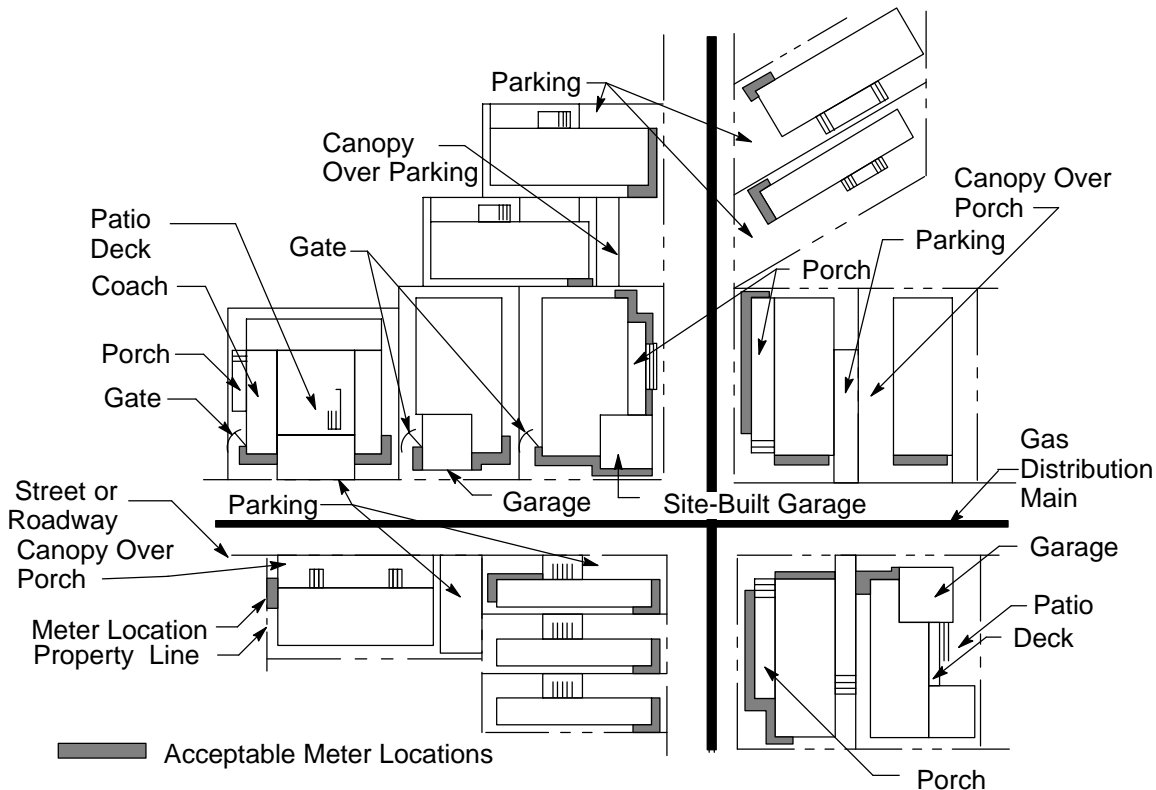 Parking
Canopy
Over Parking
Canopy Over
Porch
Patio
Deck
Gate
Parking
Coach
Porch
Porch
Gate
Gas
Distribution
Main
Street or
Roadway
Parking
Garage
Site-Built Garage
Canopy Over
Porch
Garage
Meter Location
Property Line
Patio
Deck
Acceptable Meter Locations
Porch